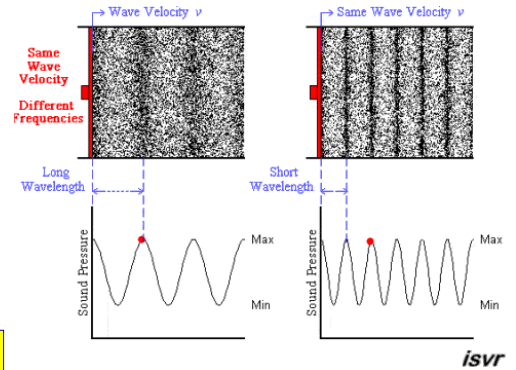 Wave Velocity ν
Same Wave Velocity ν
Same
Wave
Velocity
Different
Frequencies
Long
Wavelength
Short
Wavelength
Sound Pressure
Max
Min
Sound Pressure
Max
Min
isvr